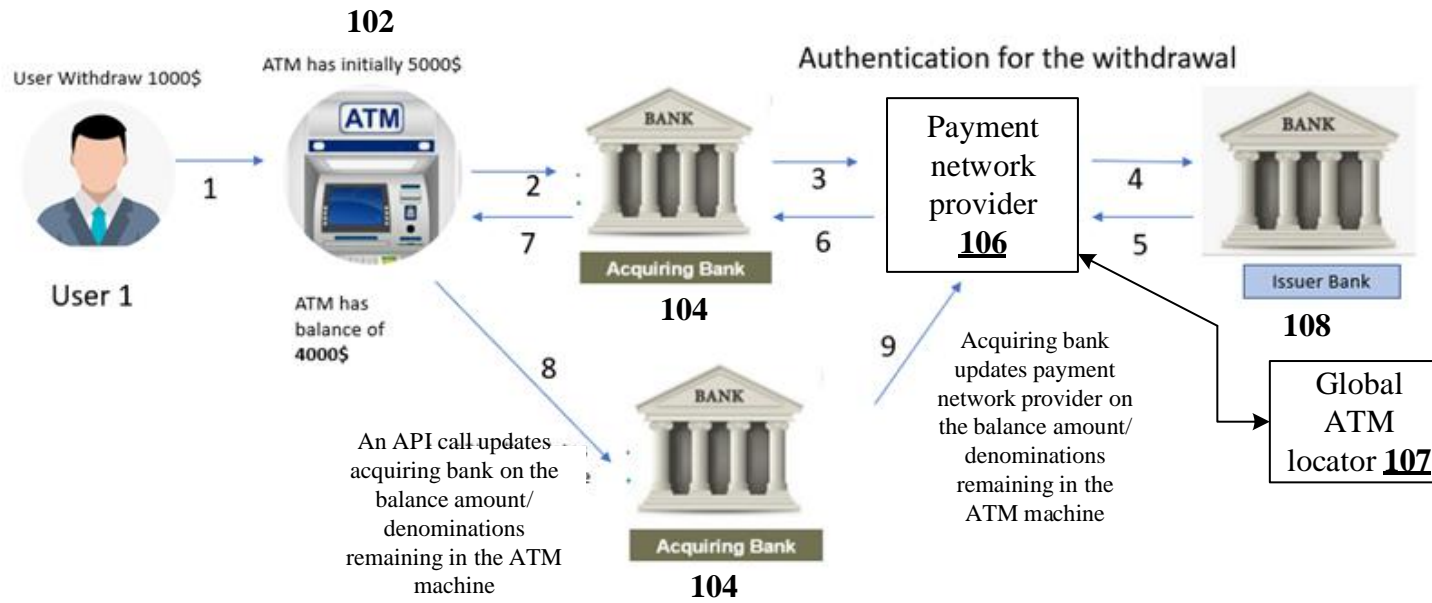 102
User Withdraw 1000$
ATM has initially 5000$
Authentication for the withdrawal
ATM
BANK
Payment
network
provider
106
BANK
1
2
3
4
7
6
5
User 1
Acquiring Bank
104
Issuer Bank
108
ATM has
balance of
4000$
8
9
BANK
An API call updates
acquiring bank on the
balance amount/
denominations
remaining in the ATM
machine
Acquiring bank
updates payment
network provider on
the balance amount/
denominations
remaining in the
ATM machine
Global
ATM
locator 107
Acquiring Bank
104